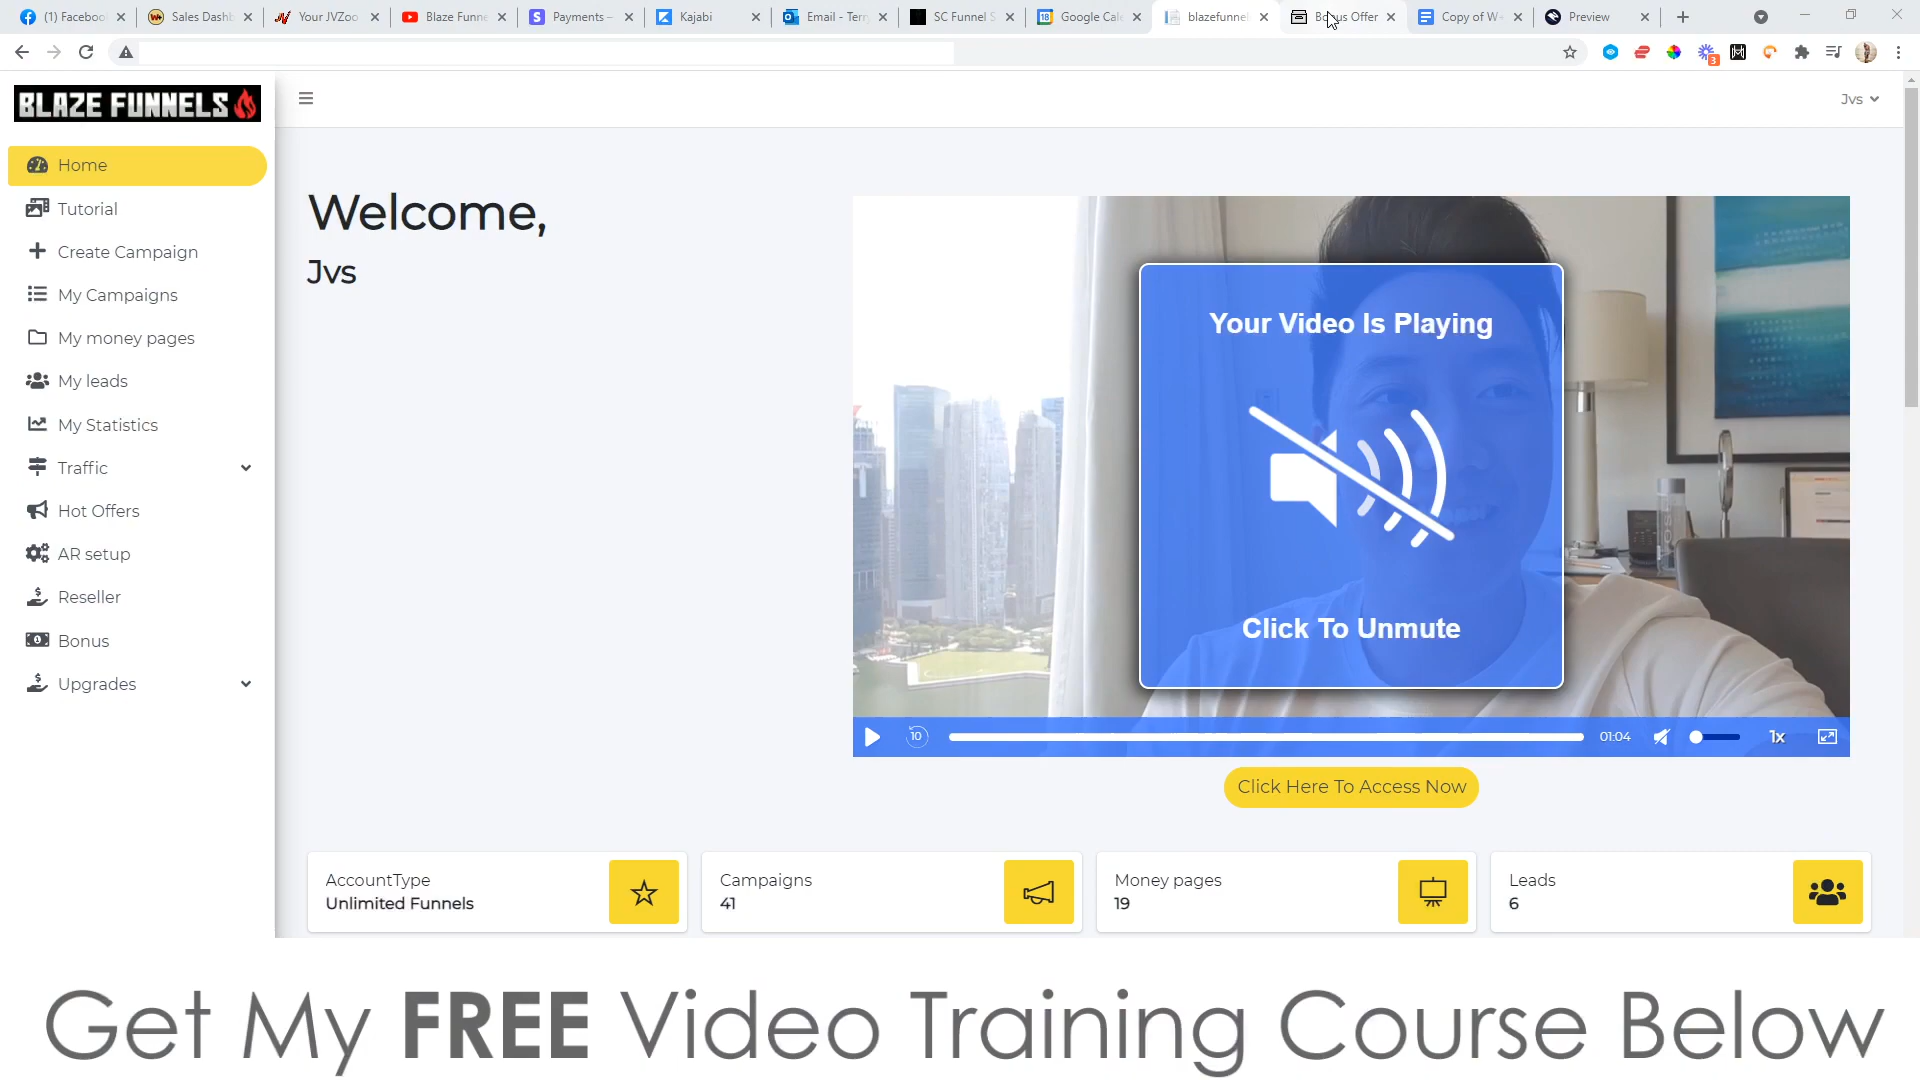 (1) Faceboo
Sales Dashb
Your JVZoo
Blaze Funne
Payments –
Kajabi
Email - Terr
SC Funnel S
Google Cale
blazefunnel
Bonus Offer
Copy of W
Preview
3
BLAZE FUNNELS
Jvs
Home
Tutorial
Create Campaign
My Campaigns
My money pages
My leads
My Statistics
Traffic
Hot Offers
AR setup
Reseller
Bonus
Upgrades
Welcome,
Jvs
Your Video Is Playing
Click To Unmute
10
01:04
1x
Click Here To Access Now
AccountType
Unlimited Funnels
Campaigns
41
Money pages
19
Leads
6
Get My FREE Video Training Course Below